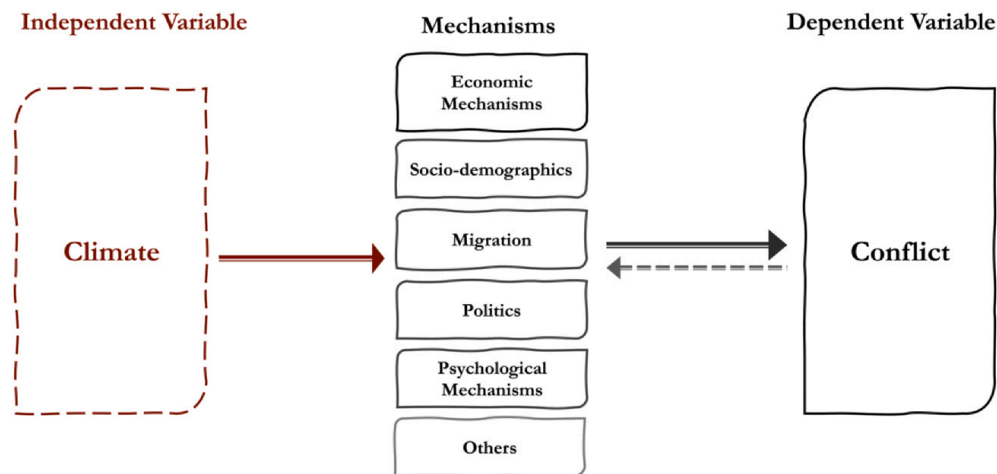 Independent Variable
Mechanisms
Dependent Variable
Climate
Economic
Mechanisms
Socio-demographics
Migration
Politics
Psychological
Mechanisms
Others
Conflict